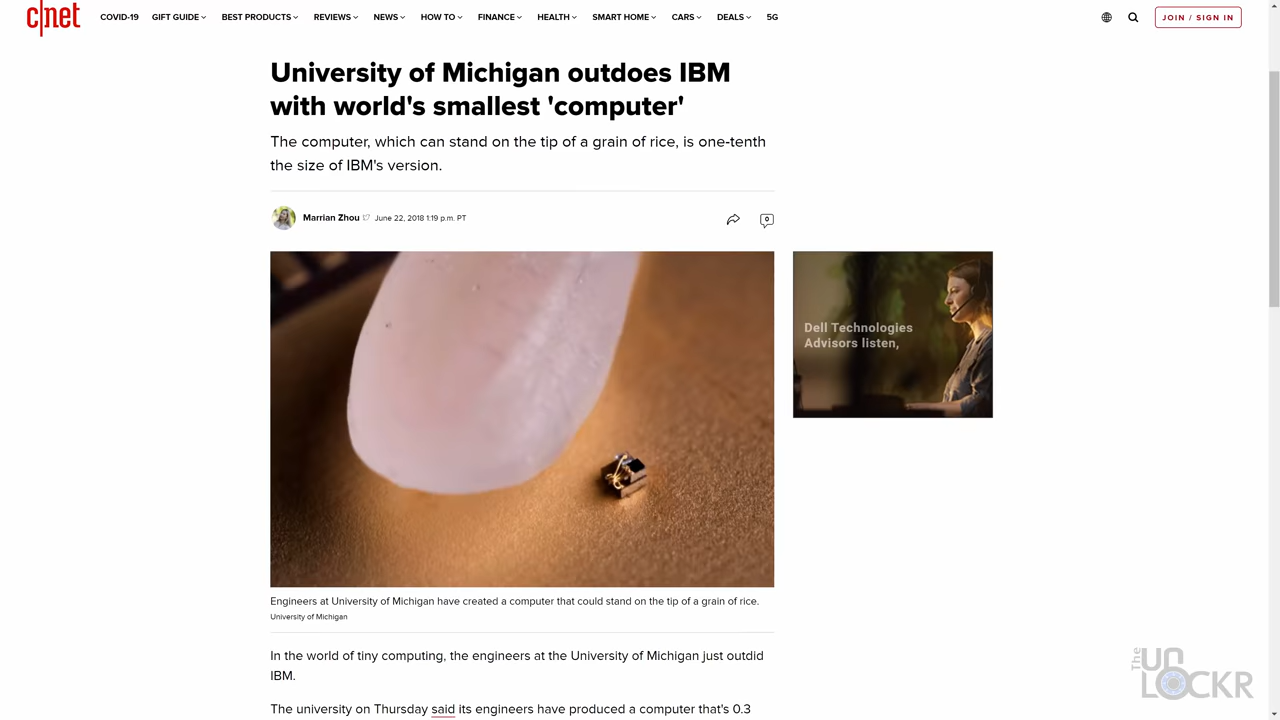 c|net
COVID-19 GIFT GUIDE BEST PRODUCTS REVIEWS NEWS HOW TO FINANCE HEALTH SMART HOME CARS DEALS 5G JOIN / SIGN IN
University of Michigan outdoes IBM
with world's smallest 'computer'
The computer, which can stand on the tip of a grain of rice, is one-tenth
the size of IBM's version.
Marrian Zhou June 22, 2018 1:19 p.m. PT
0
Dell Technologies
Advisors listen,
Engineers at University of Michigan have created a computer that could stand on the tip of a grain of rice.
University of Michigan
In the world of tiny computing, the engineers at the University of Michigan just outdid
IBM.
The university on Thursday said its engineers have produced a computer that's 0.3
The UNLOCKR